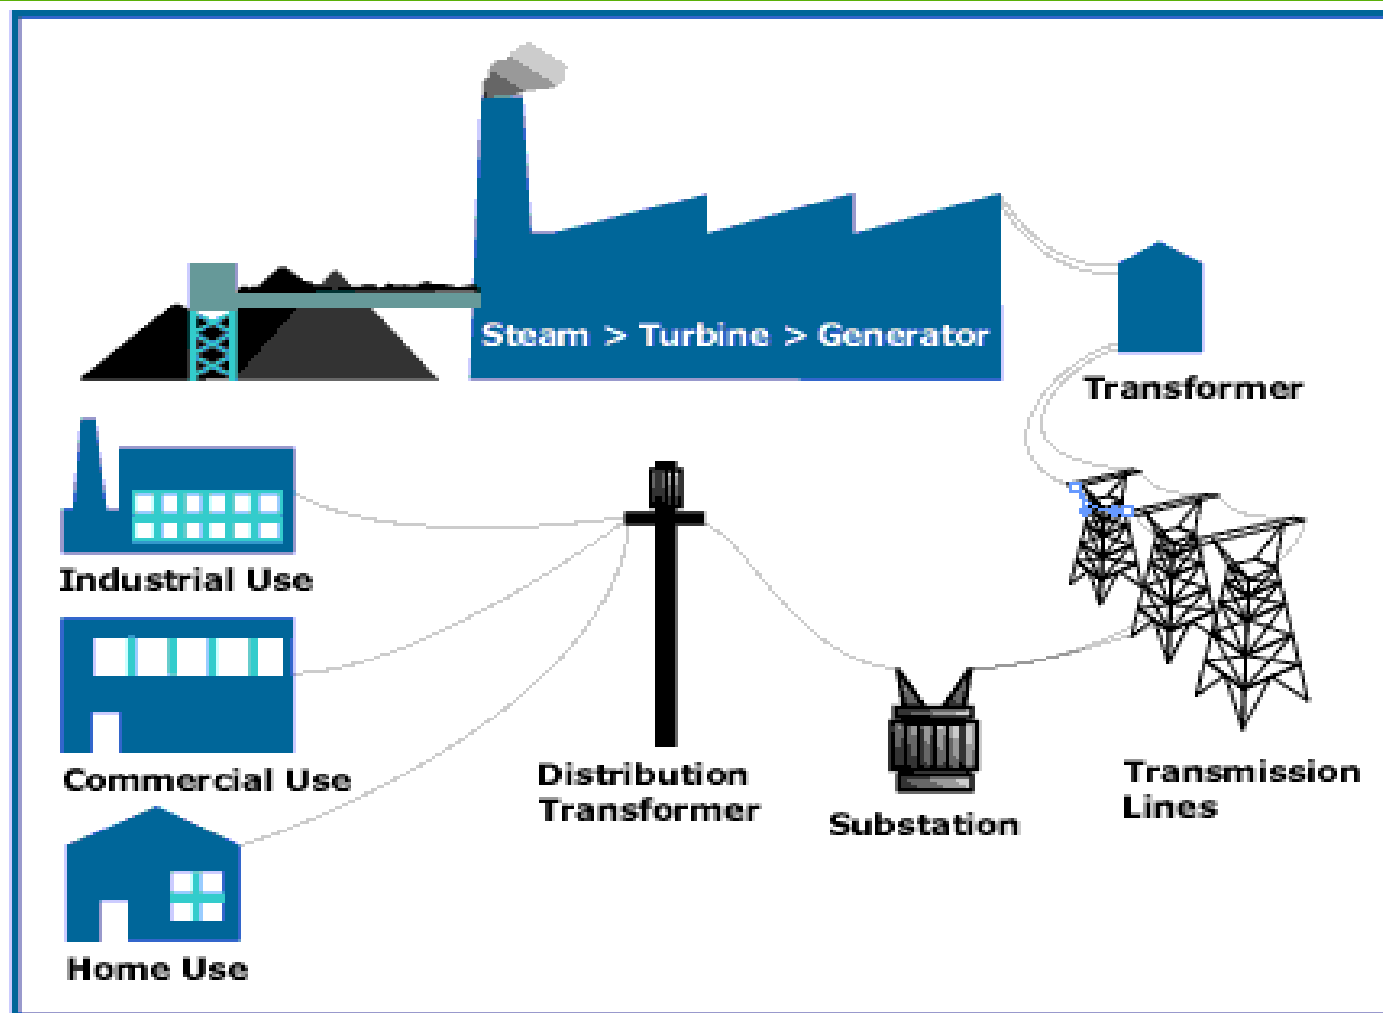 Steam > Turbine > Generator
Transformer
Industrial Use
Commercial Use
Distribution
Transformer
Substation
Transmission
Lines
Home Use